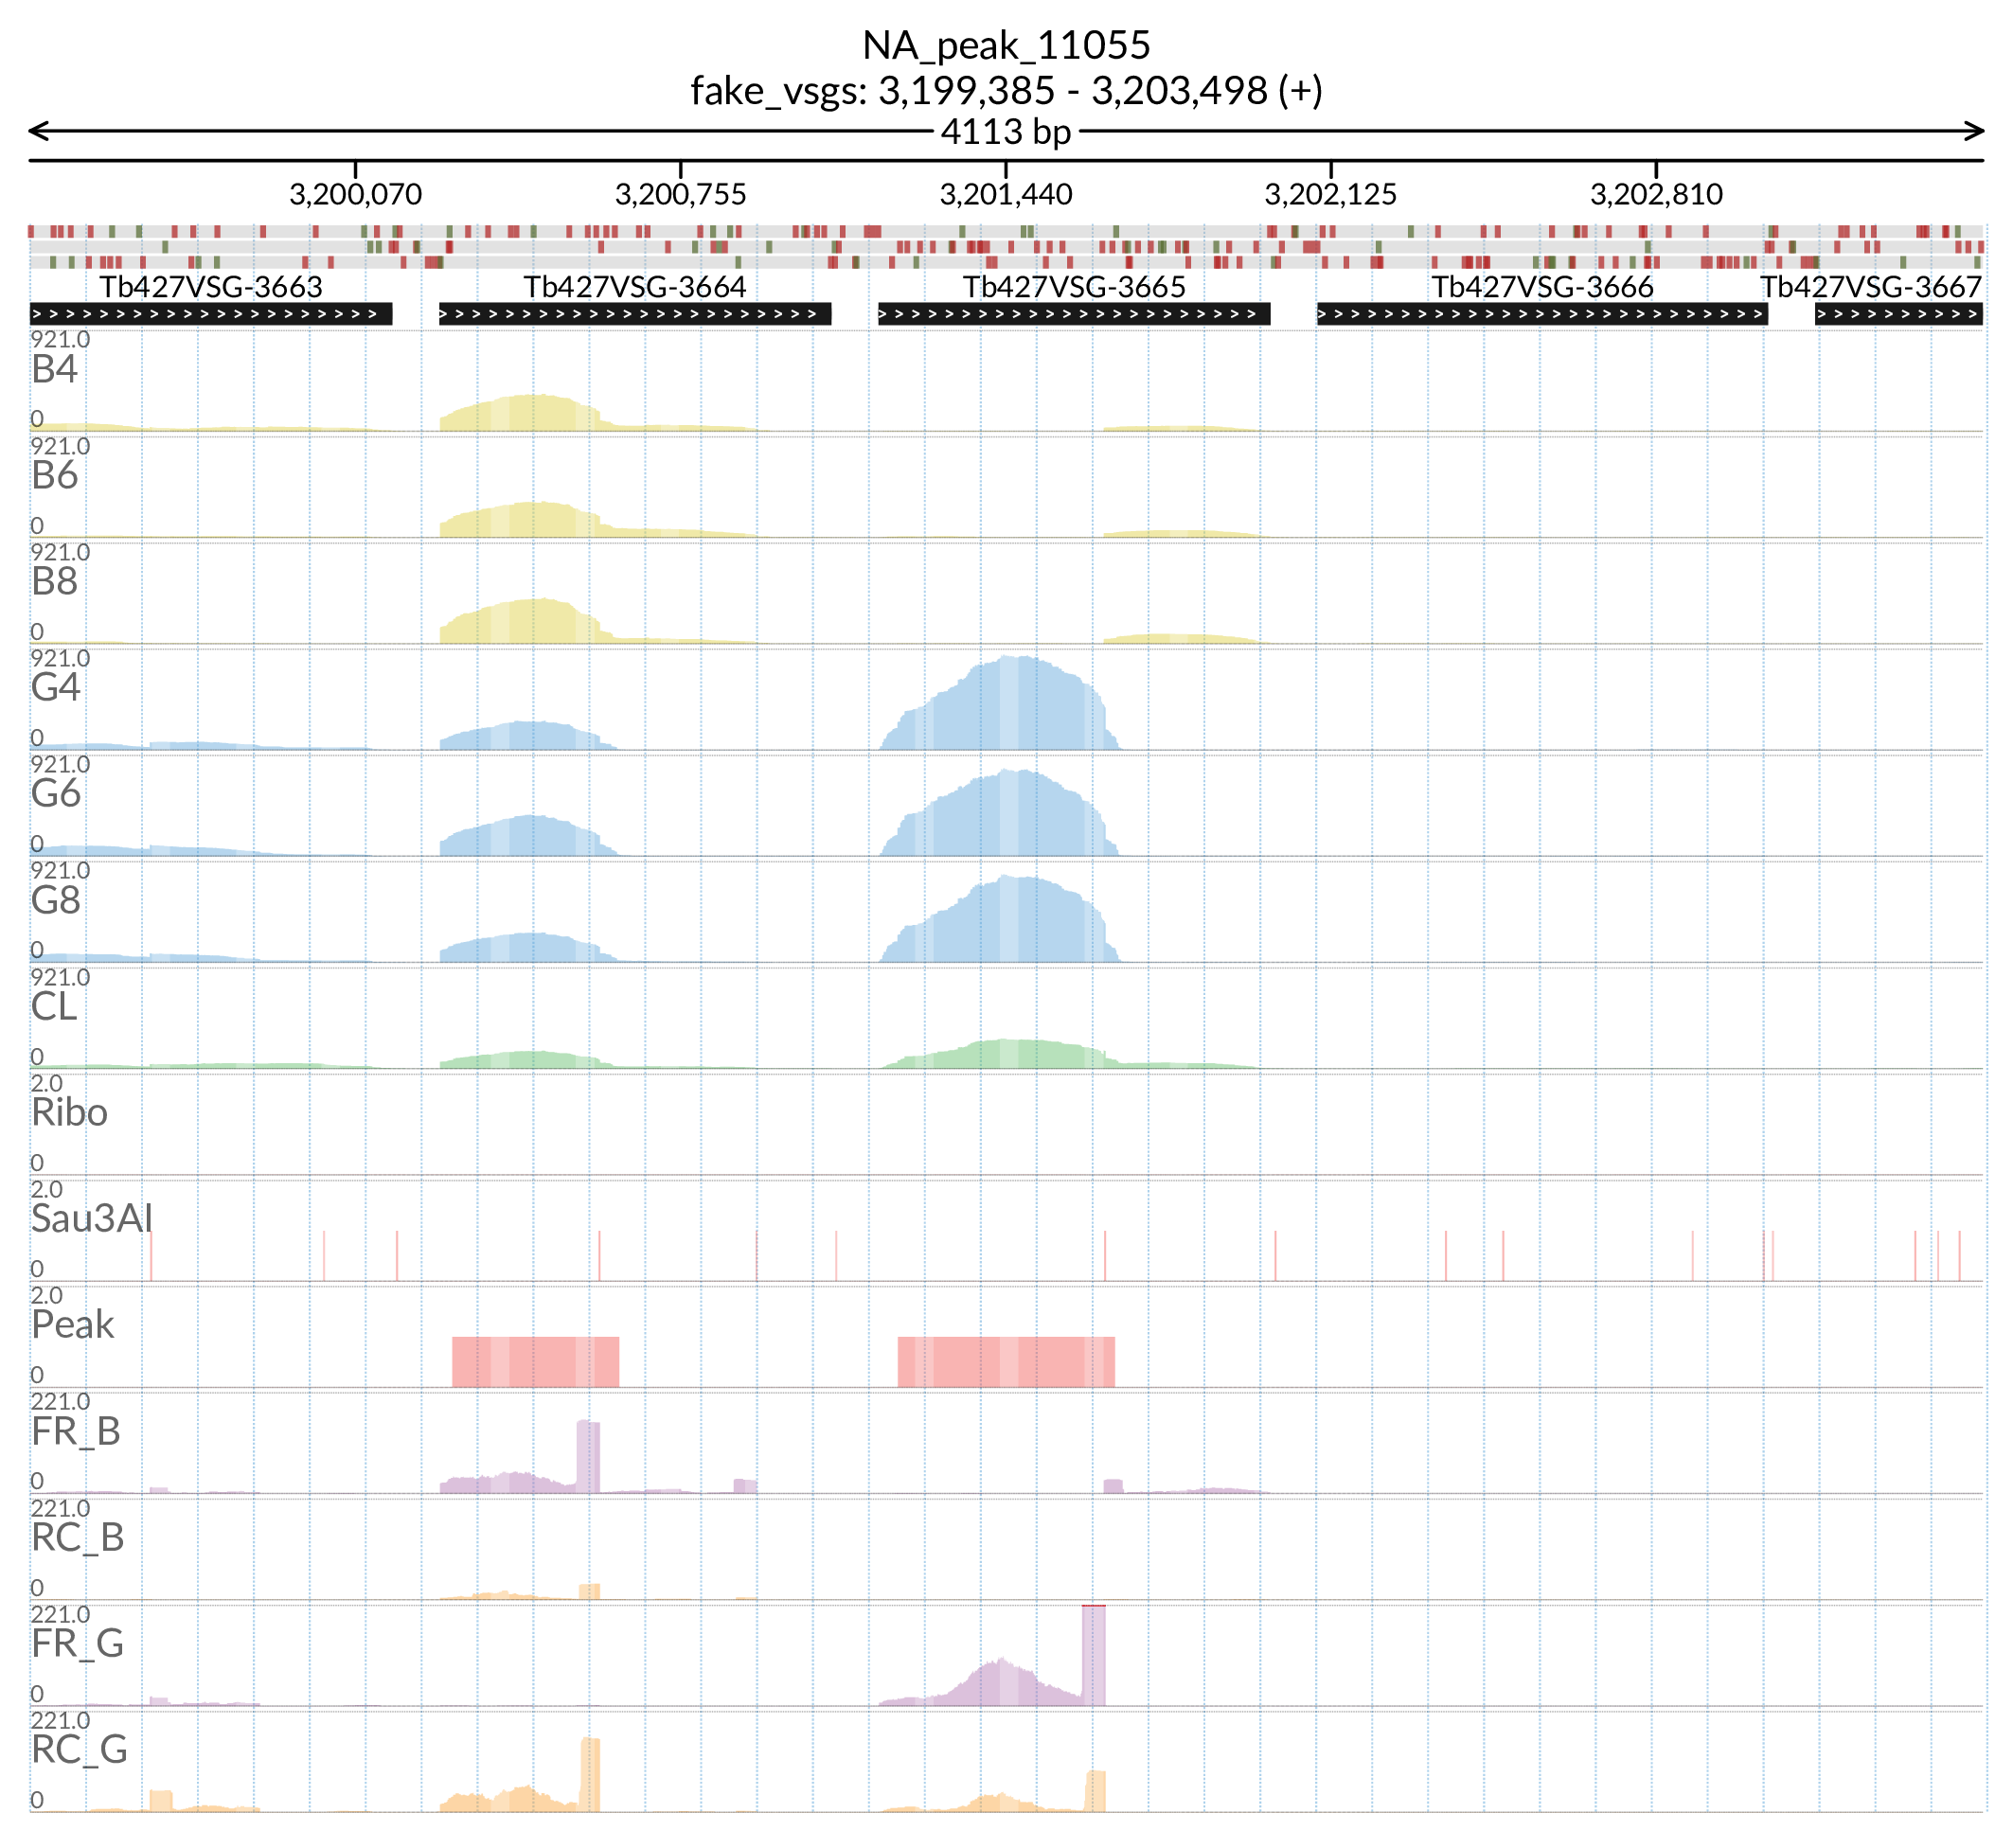 NA_peak_11055
fake_vsgs: 3,199,385 - 3,203,498 (+)
4113 bp
3,200,070 3,200,755 3,201,440 3,202,125 3,202,810
Tb427VSG-3663 Tb427VSG-3664 Tb427VSG-3665 Tb427VSG-3666 Tb427VSG-3667
921.0
B4
0
921.0
B6
0
921.0
B8
0
921.0
G4
0
921.0
G6
0
921.0
G8
0
921.0
CL
0
2.0
Ribo
0
2.0
Sau3AI
0
2.0
Peak
0
221.0
FR_B
0
221.0
RC_B
0
221.0
FR_G
0
221.0
RC_G
0